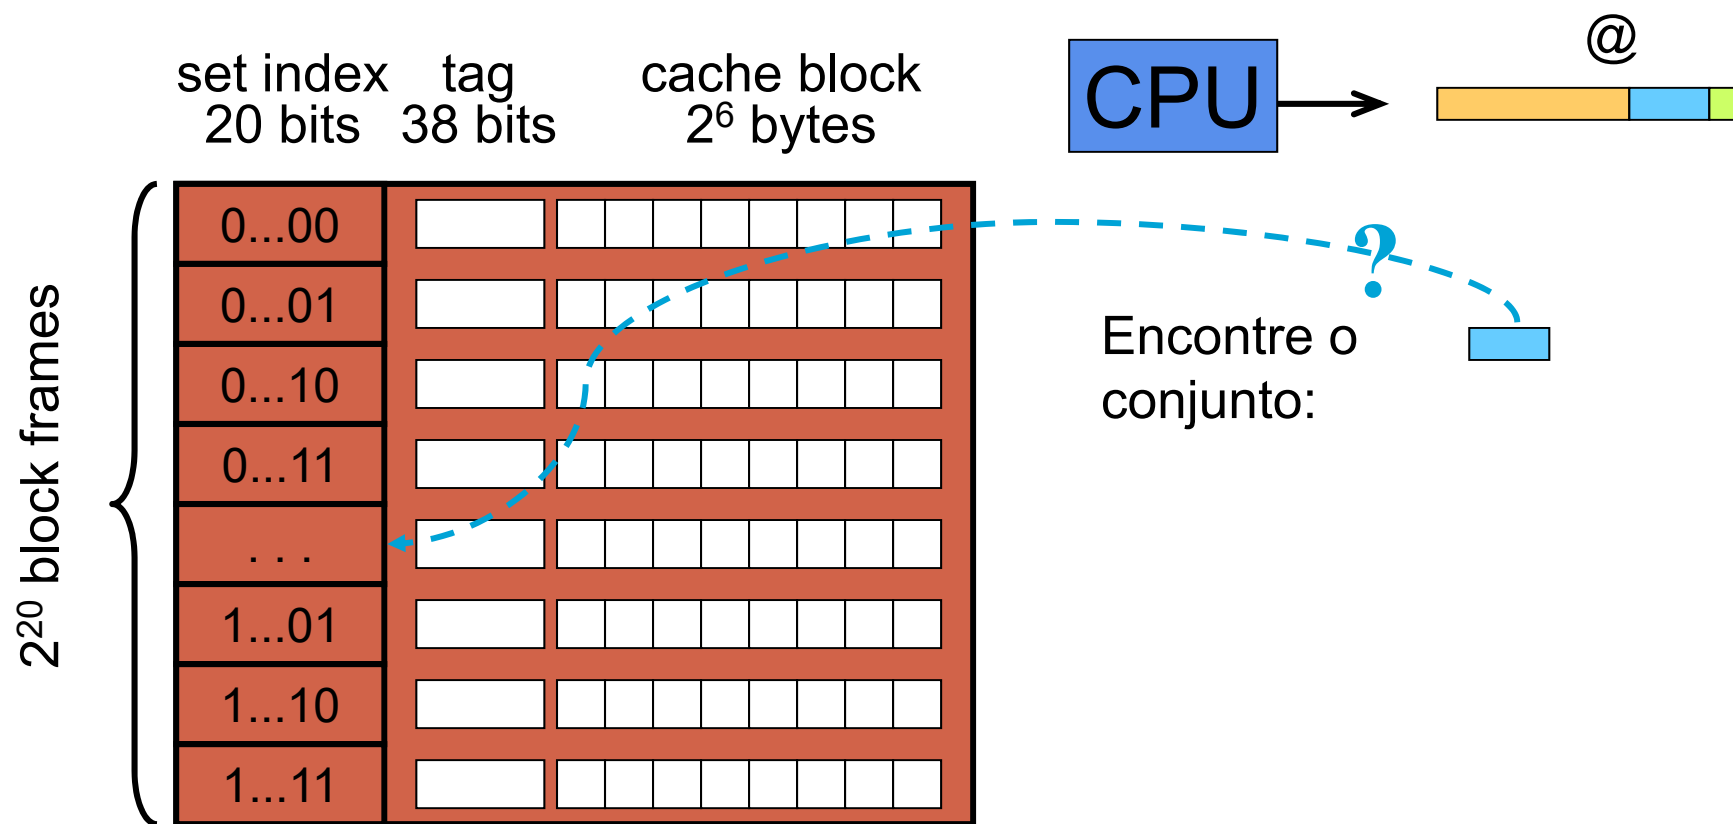 set index
20 bits
tag
38 bits
cache block
2⁶ bytes
CPU
@
2²⁰ block frames
0...00
0...01
0...10
0...11
. . .
1...01
1...10
1...11
?
Encontre o
conjunto: